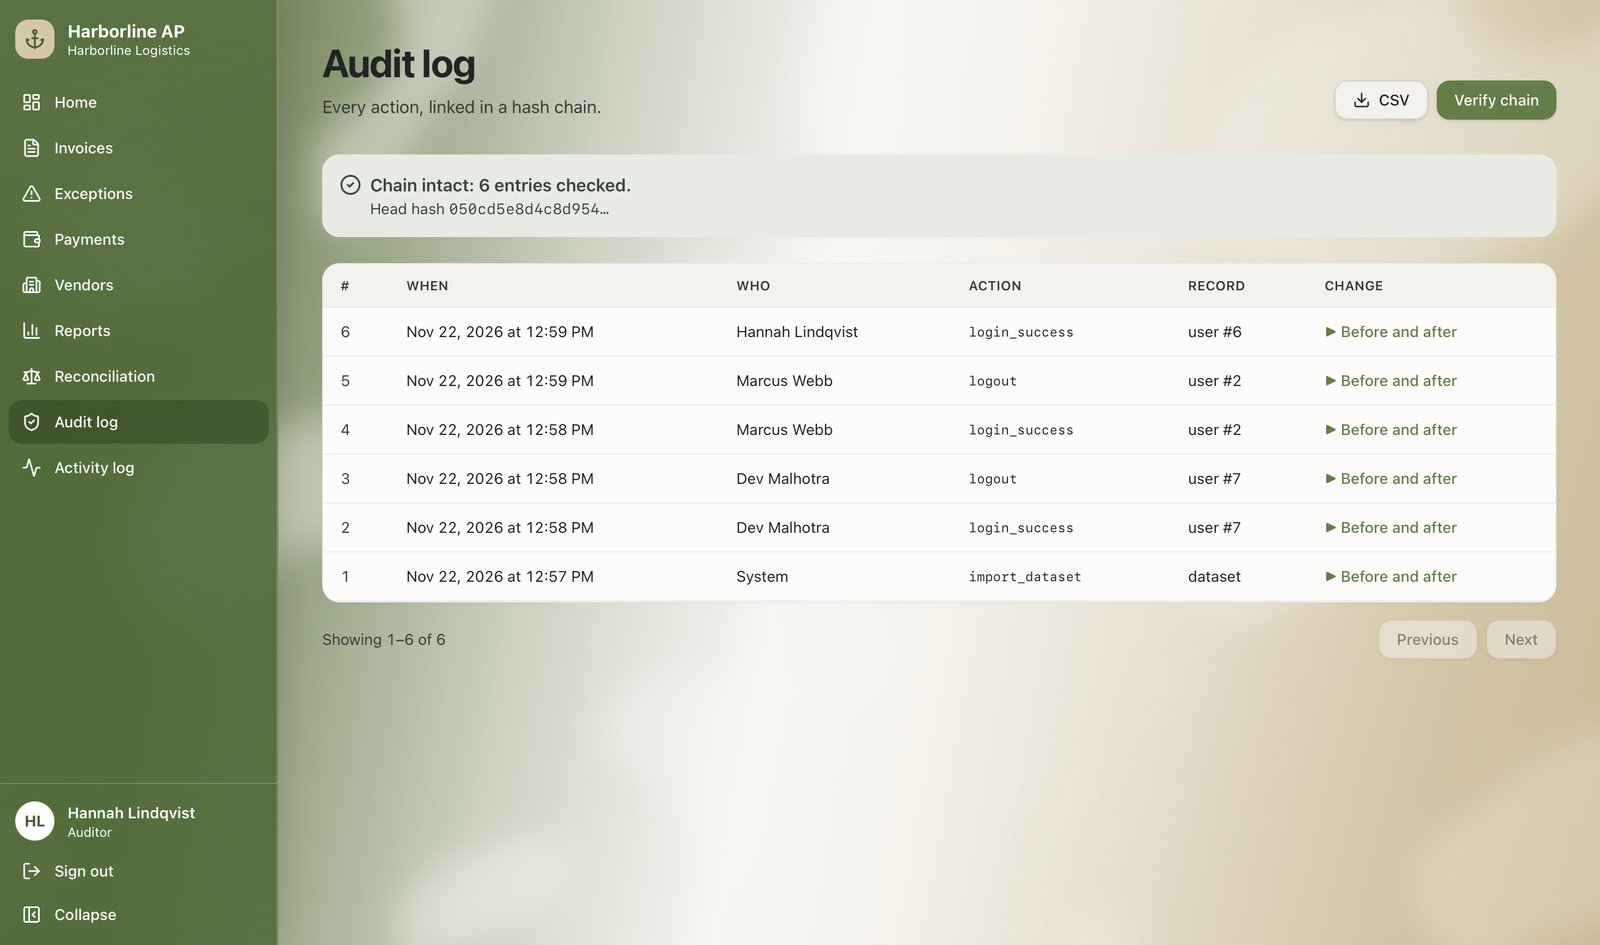 Harborline AP
Harborline Logistics
Home
Invoices
Exceptions
Payments
Vendors
Reports
Reconciliation
Audit log
Activity log
HL
Hannah Lindqvist
Auditor
Sign out
Collapse
Audit log
Every action, linked in a hash chain.
CSV
Verify chain
Chain intact: 6 entries checked.
Head hash 050cd5e8d4c8d954…
# WHEN WHO ACTION RECORD CHANGE
6 Nov 22, 2026 at 12:59 PM Hannah Lindqvist login_success user #6 Before and after
5 Nov 22, 2026 at 12:59 PM Marcus Webb logout user #2 Before and after
4 Nov 22, 2026 at 12:58 PM Marcus Webb login_success user #2 Before and after
3 Nov 22, 2026 at 12:58 PM Dev Malhotra logout user #7 Before and after
2 Nov 22, 2026 at 12:58 PM Dev Malhotra login_success user #7 Before and after
1 Nov 22, 2026 at 12:57 PM System import_dataset dataset Before and after
Showing 1–6 of 6
Previous
Next